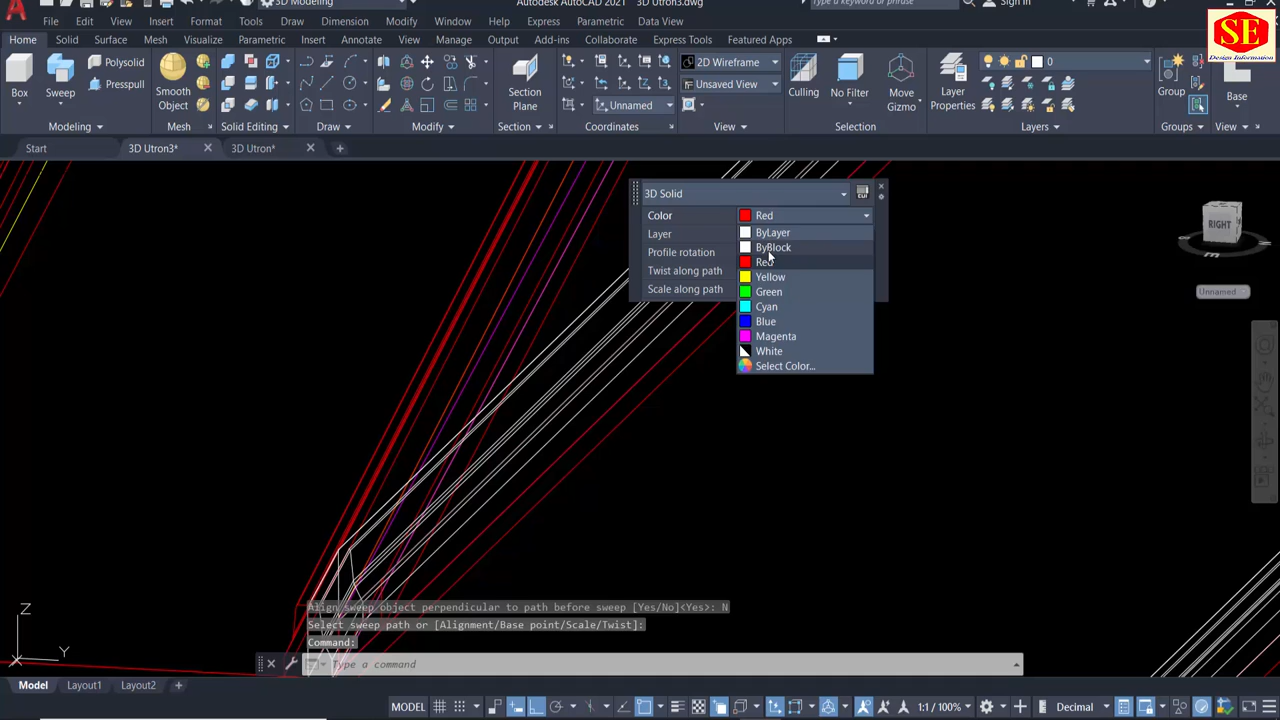 3D Modeling
Autodesk AutoCAD 2021 3D Utron3.dwg
Type a keyword or phrase
Sign In
File Edit View Insert Format Tools Draw Dimension Modify Window Help Express Parametric Data View
Home Solid Surface Mesh Visualize Parametric Insert Annotate View Manage Output Add-ins Collaborate Express Tools Featured Apps
SE
Design Information
Polysolid
Presspull
2D Wireframe
Unsaved View
Unnamed
0
Box Sweep
Smooth
Object
Section
Plane
Culling No Filter
Move
Gizmo
Layer
Properties
Group
Base
Modeling Mesh Solid Editing Draw Modify Section Coordinates View Selection Layers Groups View
Start 3D Utron3* 3D Utron*
3D Solid
CUI
Color Red
Layer
Profile rotation
Twist along path
Scale along path
ByLayer
ByBlock
Red
Yellow
Green
Cyan
Blue
Magenta
White
Select Color...
RIGHT
Unnamed
Align sweep object perpendicular to path before sweep [Yes/No]<Yes>: N
Select sweep path or [Alignment/Base point/Scale/Twist]:
Command:
Type a command
Z
Y
X
Model Layout1 Layout2
MODEL
1:1 / 100%
Decimal